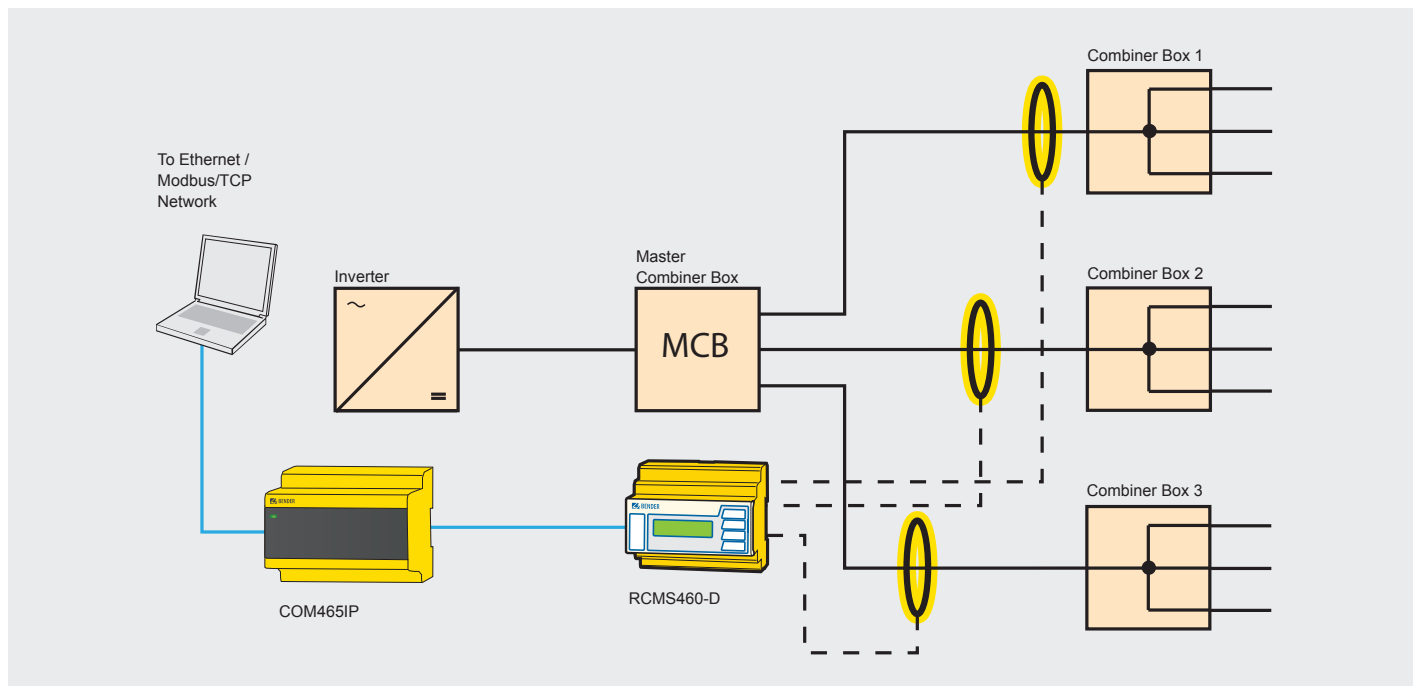 Combiner Box 1
To Ethernet /
Modbus/TCP
Network
Inverter
Master
Combiner Box
MCB
Combiner Box 2
BENDER
COM465IP
BENDER
RCMS460-D
Combiner Box 3